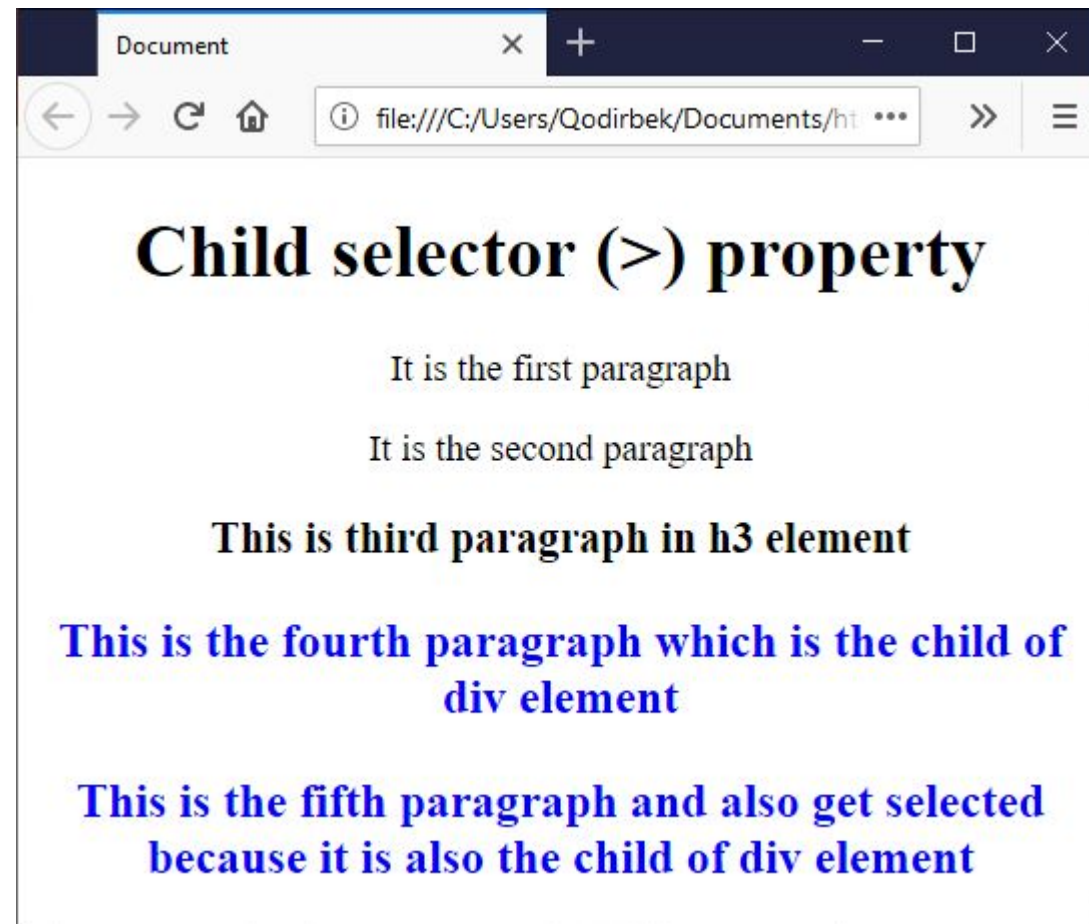 Document
file:///C:/Users/Qodirbek/Documents/ht
Child selector (>) property
It is the first paragraph
It is the second paragraph
This is third paragraph in h3 element
This is the fourth paragraph which is the child of
div element
This is the fifth paragraph and also get selected
because it is also the child of div element